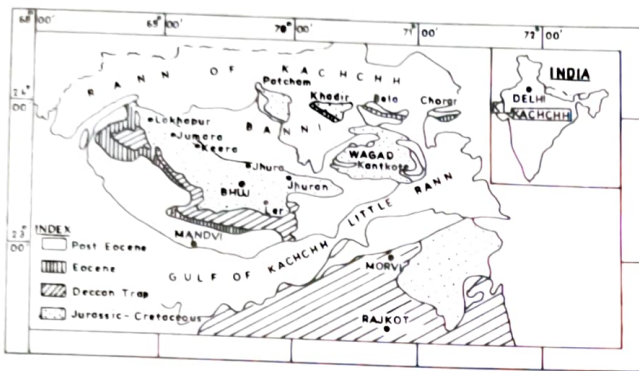 68° 00' 69° 00' 70° 71° 00' 72° 00'
RANN OF KACHCHH
24° 00'
Patcham
Khadir
Bela
Chorar
Lakhapur
Jumara
Keera
BANNI
WAGAD
Kantkote
Jhura
Jhuran
BHUJ
Ler
MANDVI
23° 00'
GULF OF KACHCHH
LITTLE RANN
MORVI
RAJKOT
INDEX
Post Eocene
Eocene
Deccan Trap
Jurassic-Cretaceous
INDIA
DELHI
KACHCHH